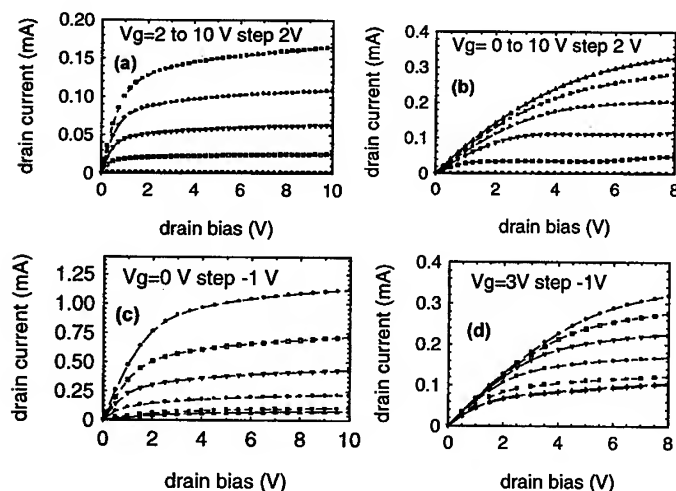 Vg=2 to 10 V step 2V
(a)
drain current (mA)
0.20
0.15
0.10
0.05
0
0 2 4 6 8 10
drain bias (V)
Vg= 0 to 10 V step 2 V
(b)
drain current (mA)
0.4
0.3
0.2
0.1
0
0 2 4 6 8
drain bias (V)
Vg=0 V step -1 V
(c)
drain current (mA)
1.25
1.00
0.75
0.50
0.25
0
0 2 4 6 8 10
drain bias (V)
Vg=3V step -1V
(d)
drain current (mA)
0.3
0.2
0.1
0
0 2 4 6 8
drain bias (V)